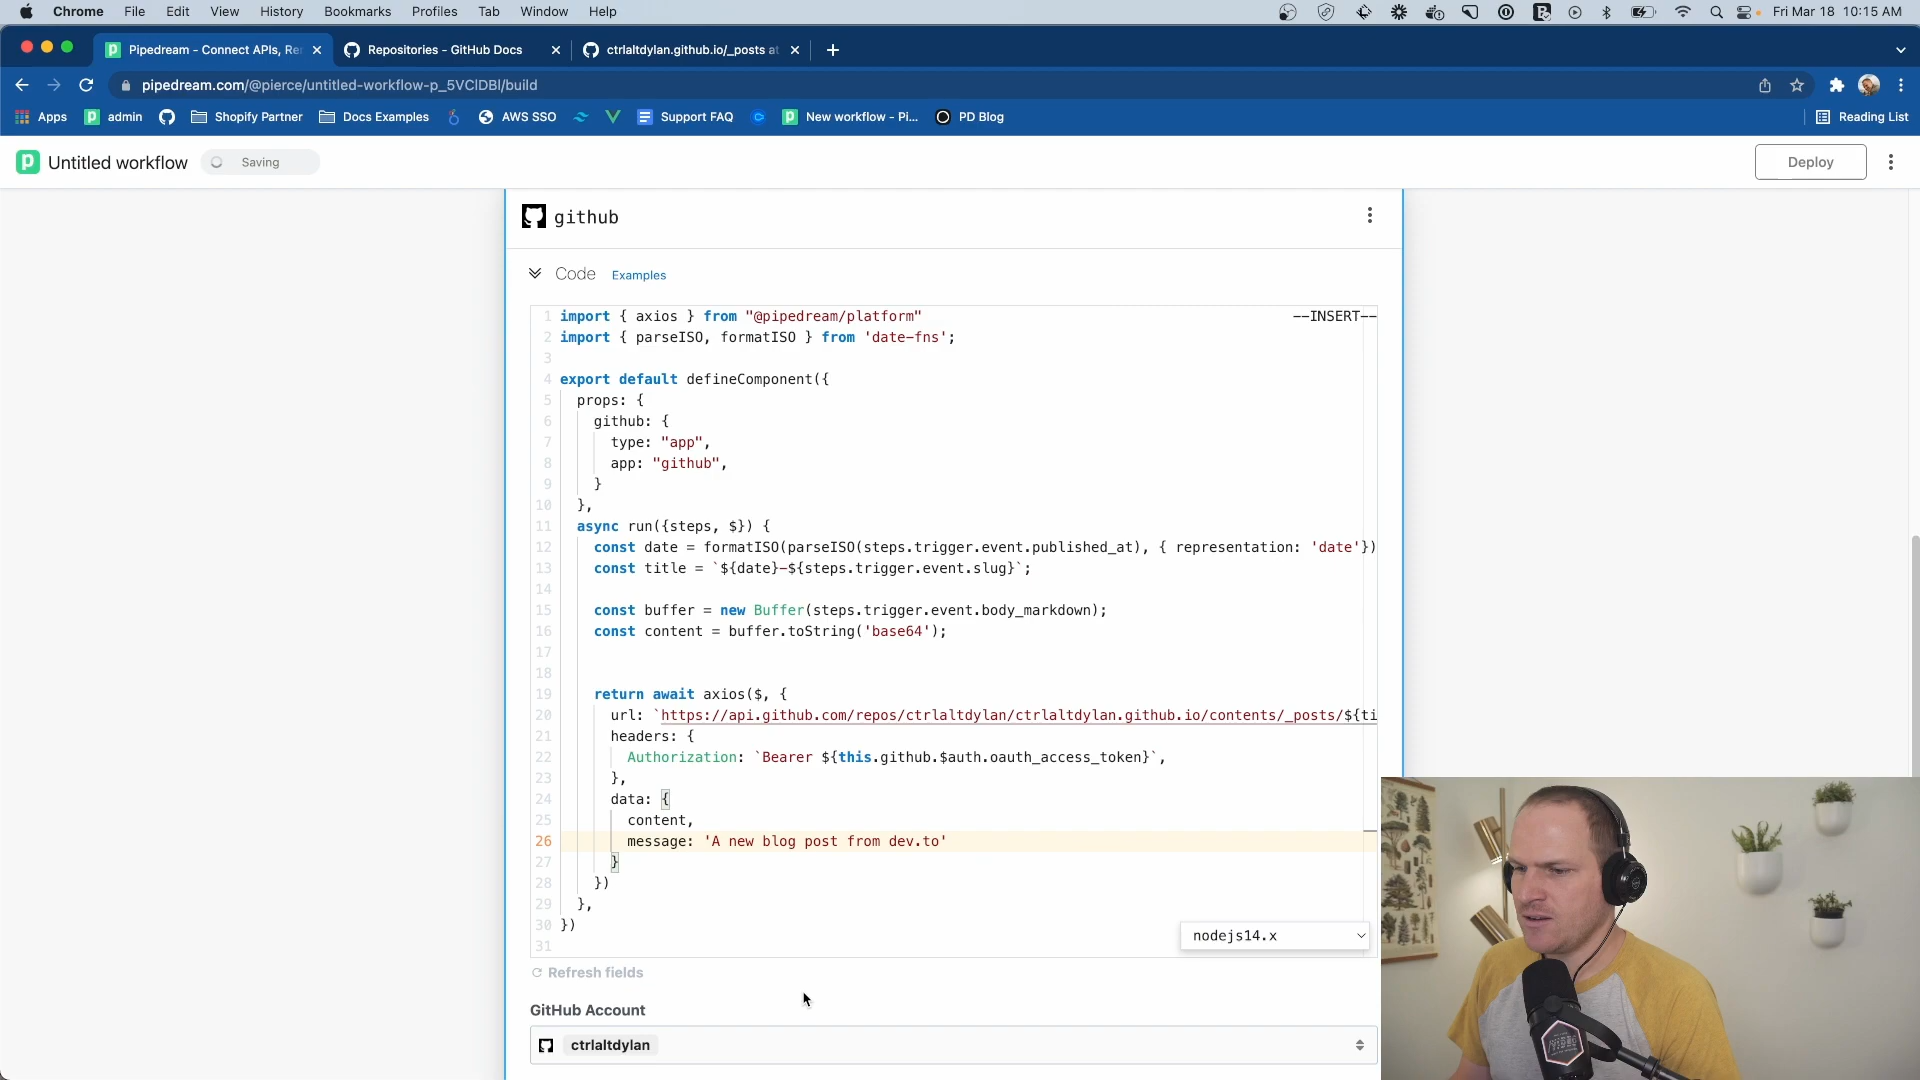 Chrome File Edit View History Bookmarks Profiles Tab Window Help Fri Mar 18 10:15 AM
Pipedream - Connect APIs, Re Repositories - GitHub Docs ctrlaltdylan.github.io/_posts at
pipedream.com/@pierce/untitled-workflow-p_5VClDBl/build
Apps admin Shopify Partner Docs Examples AWS SSO Support FAQ New workflow - Pi... PD Blog Reading List
Untitled workflow Saving Deploy
github
Code Examples
1 import { axios } from "@pipedream/platform" --INSERT--
2 import { parseISO, formatISO } from 'date-fns';
3
4 export default defineComponent({
5 props: {
6 github: {
7 type: "app",
8 app: "github",
9 }
10 },
11 async run({steps, $}) {
12 const date = formatISO(parseISO(steps.trigger.event.published_at), { representation: 'date'})
13 const title = `${date}-${steps.trigger.event.slug}`;
14
15 const buffer = new Buffer(steps.trigger.event.body_markdown);
16 const content = buffer.toString('base64');
17
18
19 return await axios($, {
20 url: `https://api.github.com/repos/ctrlaltdylan/ctrlaltdylan.github.io/contents/_posts/${ti
21 headers: {
22 Authorization: `Bearer ${this.github.$auth.oauth_access_token}`,
23 },
24 data: {
25 content,
26 message: 'A new blog post from dev.to'
27 }
28 })
29 },
30 })
31
nodejs14.x
Refresh fields
GitHub Account
ctrlaltdylan